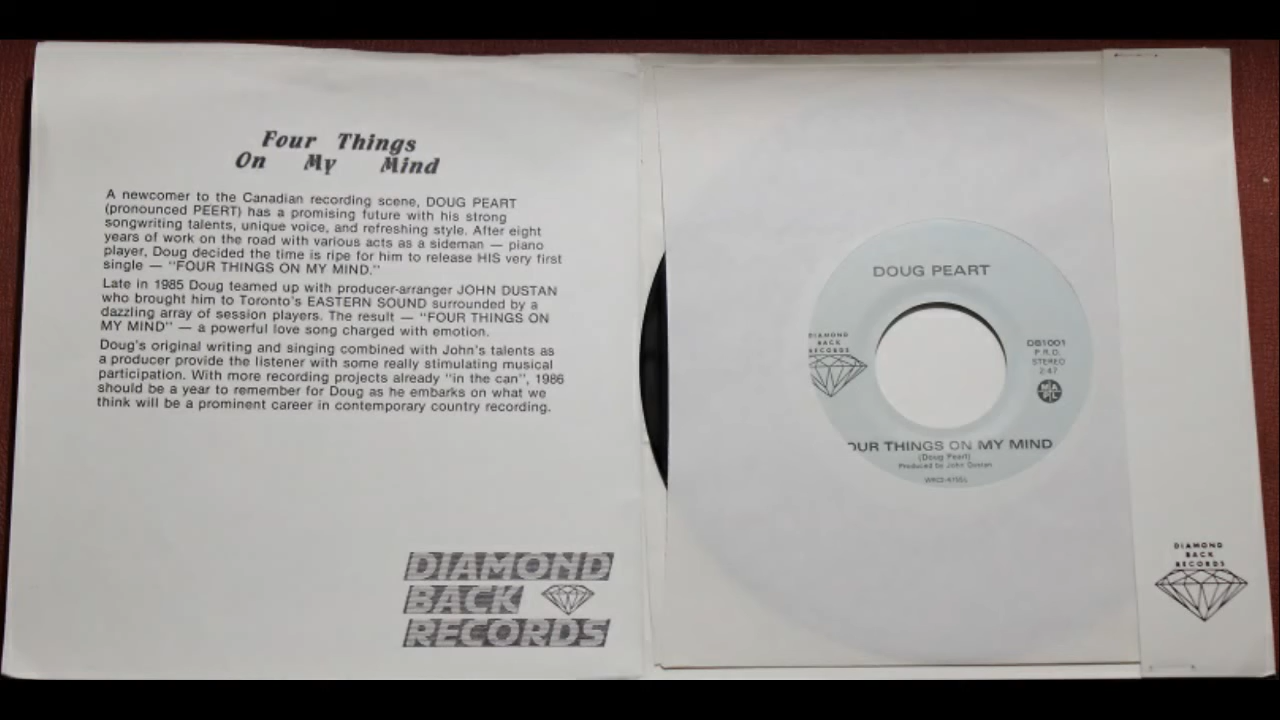 Four Things
On My Mind
A newcomer to the Canadian recording scene, DOUG PEART
(pronounced PEERT) has a promising future with his strong
songwriting talents, unique voice, and refreshing style. After eight
years of work on the road with various acts as a sideman — piano
player, Doug decided the time is ripe for him to release HIS very first
single — "FOUR THINGS ON MY MIND."
Late in 1985 Doug teamed up with producer-arranger JOHN DUSTAN
who brought him to Toronto's EASTERN SOUND surrounded by a
dazzling array of session players. The result — "FOUR THINGS ON
MY MIND" — a powerful love song charged with emotion.
Doug's original writing and singing combined with John's talents as
a producer provide the listener with some really stimulating musical
participation. With more recording projects already "in the can", 1986
should be a year to remember for Doug as he embarks on what we
think will be a prominent career in contemporary country recording.
DIAMOND
BACK
RECORDS
DOUG PEART
DIAMOND
BACK
RECORDS
DB1001
P.R.O.
STEREO
2:47
MAPL
OUR THINGS ON MY MIND
(Doug Peart)
Produced by John Dustan
DIAMOND
BACK
RECORDS